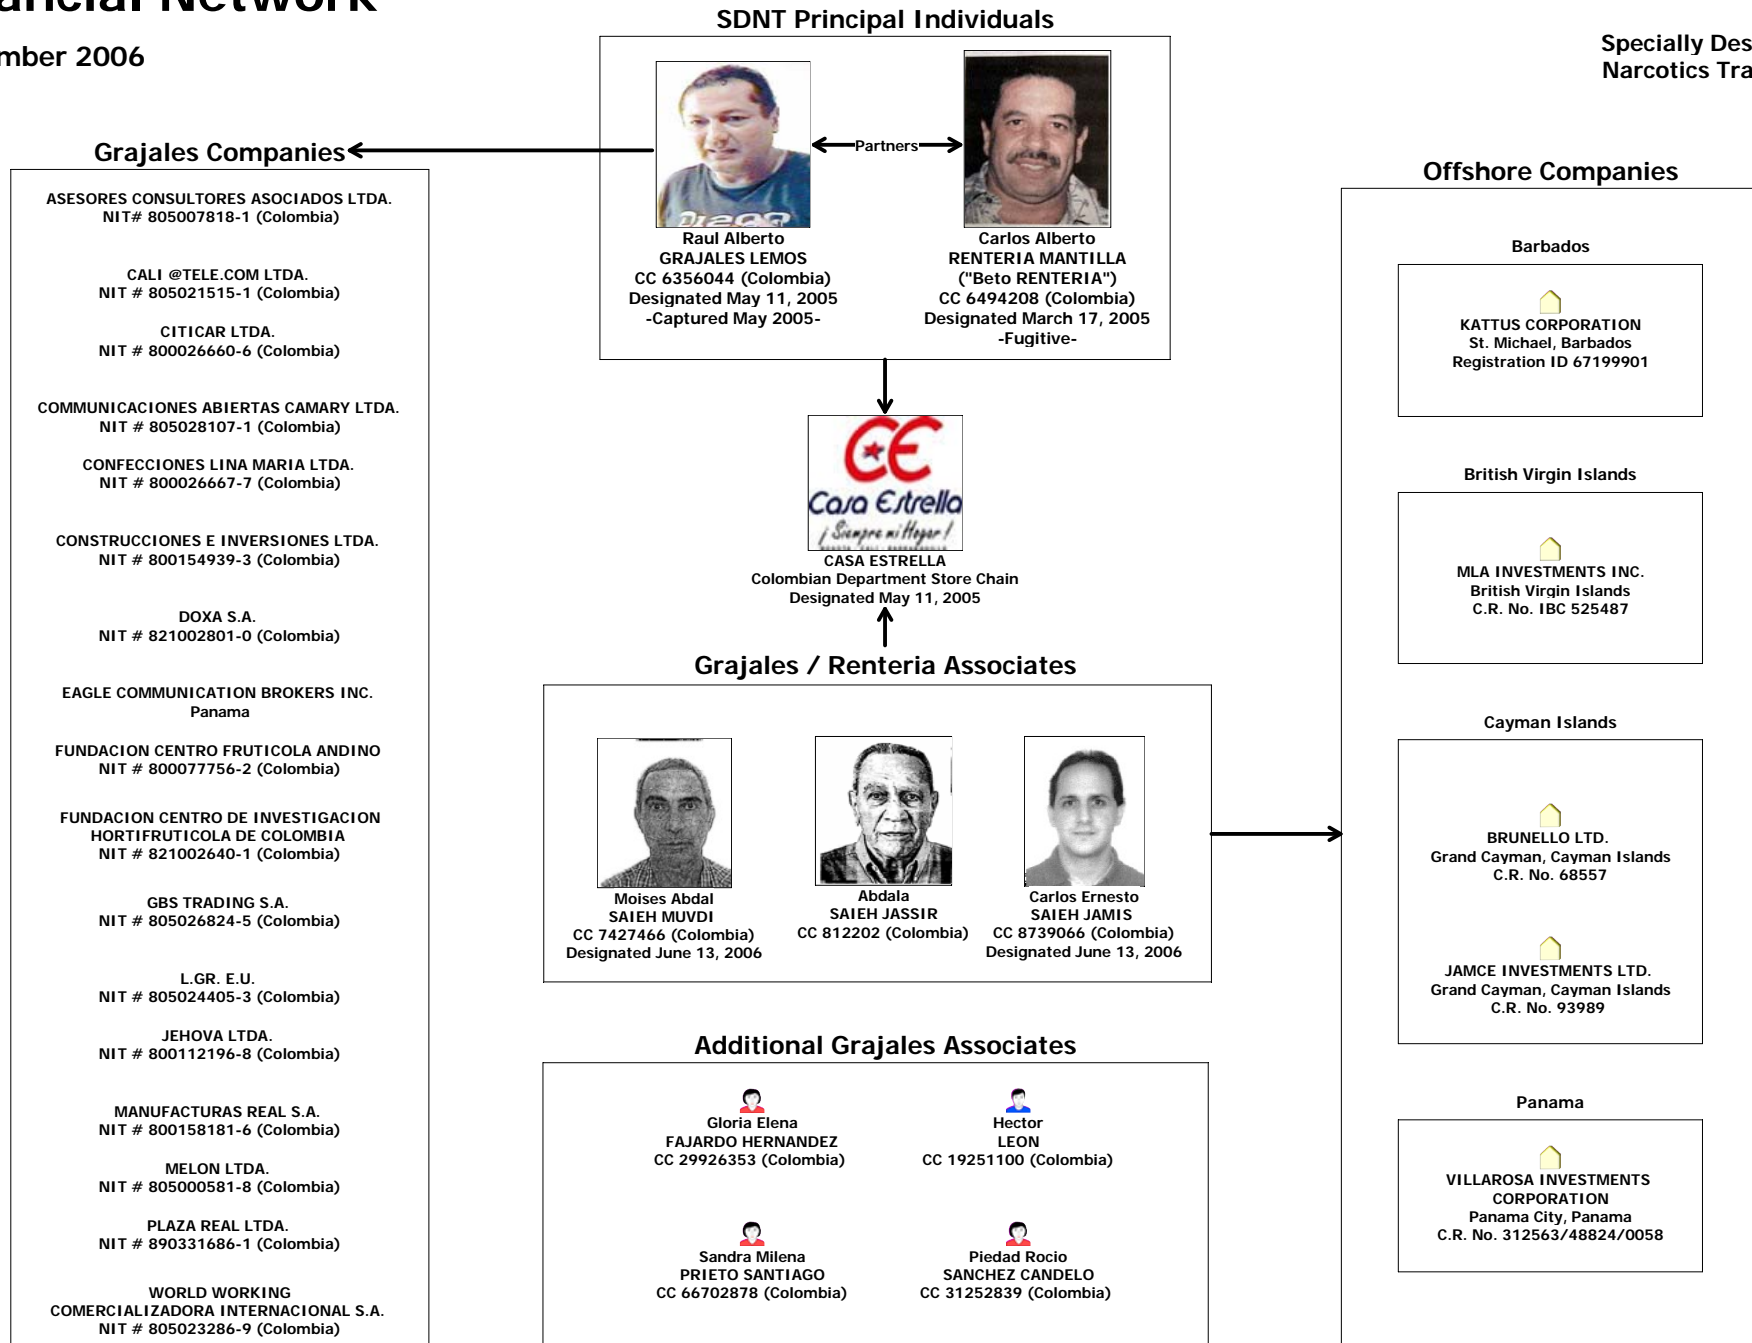 ancial Network
mber 2006
SDNT Principal Individuals
Specially Des
Narcotics Tra
Partners
Raul Alberto
GRAJALES LEMOS
CC 6356044 (Colombia)
Designated May 11, 2005
-Captured May 2005-
Carlos Alberto
RENTERIA MANTILLA
("Beto RENTERIA")
CC 6494208 (Colombia)
Designated March 17, 2005
-Fugitive-
Grajales Companies
ASESORES CONSULTORES ASOCIADOS LTDA.
NIT# 805007818-1 (Colombia)
CALI @TELE.COM LTDA.
NIT # 805021515-1 (Colombia)
CITICAR LTDA.
NIT # 800026660-6 (Colombia)
COMMUNICACIONES ABIERTAS CAMARY LTDA.
NIT # 805028107-1 (Colombia)
CONFECCIONES LINA MARIA LTDA.
NIT # 800026667-7 (Colombia)
CONSTRUCCIONES E INVERSIONES LTDA.
NIT # 800154939-3 (Colombia)
DOXA S.A.
NIT # 821002801-0 (Colombia)
EAGLE COMMUNICATION BROKERS INC.
Panama
FUNDACION CENTRO FRUTICOLA ANDINO
NIT # 800077756-2 (Colombia)
FUNDACION CENTRO DE INVESTIGACION
HORTIFRUTICOLA DE COLOMBIA
NIT # 821002640-1 (Colombia)
GBS TRADING S.A.
NIT # 805026824-5 (Colombia)
L.GR. E.U.
NIT # 805024405-3 (Colombia)
JEHOVA LTDA.
NIT # 800112196-8 (Colombia)
MANUFACTURAS REAL S.A.
NIT # 800158181-6 (Colombia)
MELON LTDA.
NIT # 805000581-8 (Colombia)
PLAZA REAL LTDA.
NIT # 890331686-1 (Colombia)
WORLD WORKING
COMERCIALIZADORA INTERNACIONAL S.A.
NIT # 805023286-9 (Colombia)
CE
Casa Estrella
¡Siempre mi Hogar!
CASA ESTRELLA
Colombian Department Store Chain
Designated May 11, 2005
Grajales / Renteria Associates
Moises Abdal
SAIEH MUVDI
CC 7427466 (Colombia)
Designated June 13, 2006
Abdala
SAIEH JASSIR
CC 812202 (Colombia)
Carlos Ernesto
SAIEH JAMIS
CC 8739066 (Colombia)
Designated June 13, 2006
Additional Grajales Associates
Gloria Elena
FAJARDO HERNANDEZ
CC 29926353 (Colombia)
Hector
LEON
CC 19251100 (Colombia)
Sandra Milena
PRIETO SANTIAGO
CC 66702878 (Colombia)
Piedad Rocio
SANCHEZ CANDELO
CC 31252839 (Colombia)
Offshore Companies
Barbados
KATTUS CORPORATION
St. Michael, Barbados
Registration ID 67199901
British Virgin Islands
MLA INVESTMENTS INC.
British Virgin Islands
C.R. No. IBC 525487
Cayman Islands
BRUNELLO LTD.
Grand Cayman, Cayman Islands
C.R. No. 68557
JAMCE INVESTMENTS LTD.
Grand Cayman, Cayman Islands
C.R. No. 93989
Panama
VILLAROSA INVESTMENTS
CORPORATION
Panama City, Panama
C.R. No. 312563/48824/0058